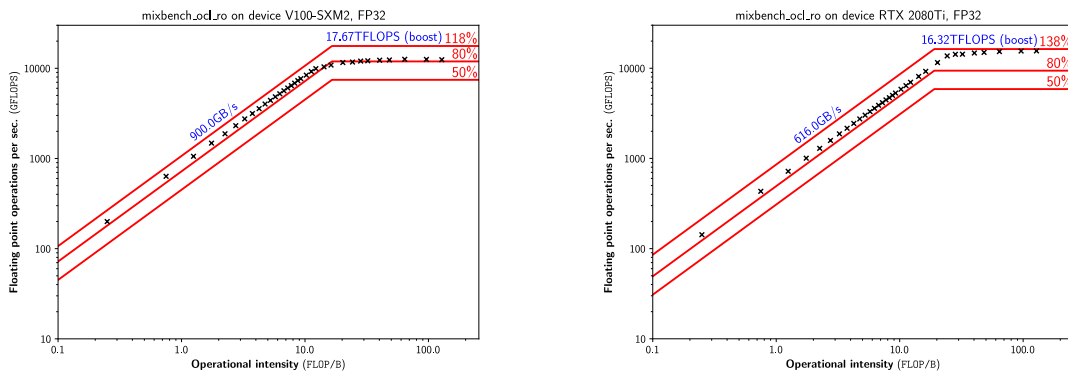 mixbench_ocl_ro on device V100-SXM2, FP32
17.67TFLOPS (boost)
118%
80%
50%
900.0GB/s
10000
1000
100
10
0.1
1.0
10.0
100.0
Floating point operations per sec. (GFLOPS)
Operational intensity (FLOP/B)
mixbench_ocl_ro on device RTX 2080Ti, FP32
16.32TFLOPS (boost)
138%
80%
50%
616.0GB/s
10000
1000
100
10
0.1
1.0
10.0
100.0
Floating point operations per sec. (GFLOPS)
Operational intensity (FLOP/B)